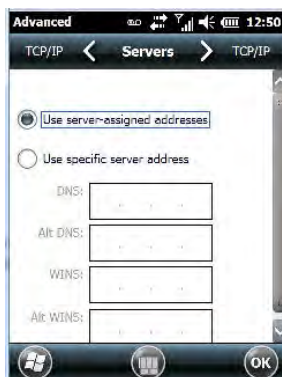 Advanced 12:50
TCP/IP Servers TCP/IP
Use server-assigned addresses
Use specific server address
DNS:
Alt DNS:
WINS:
Alt WINS:
OK